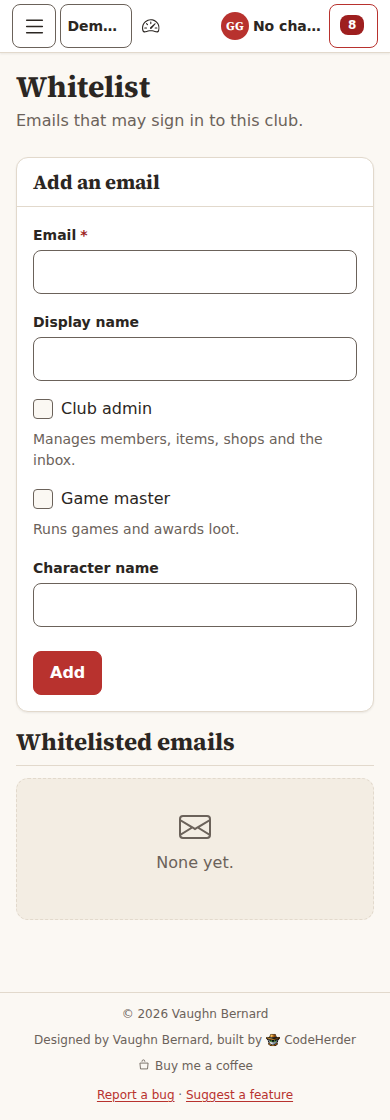 Dem…
GG No cha… 8
Whitelist
Emails that may sign in to this club.
Add an email
Email *
Display name
Club admin
Manages members, items, shops and the
inbox.
Game master
Runs games and awards loot.
Character name
Add
Whitelisted emails
None yet.
© 2026 Vaughn Bernard
Designed by Vaughn Bernard, built by CodeHerder
Buy me a coffee
Report a bug · Suggest a feature